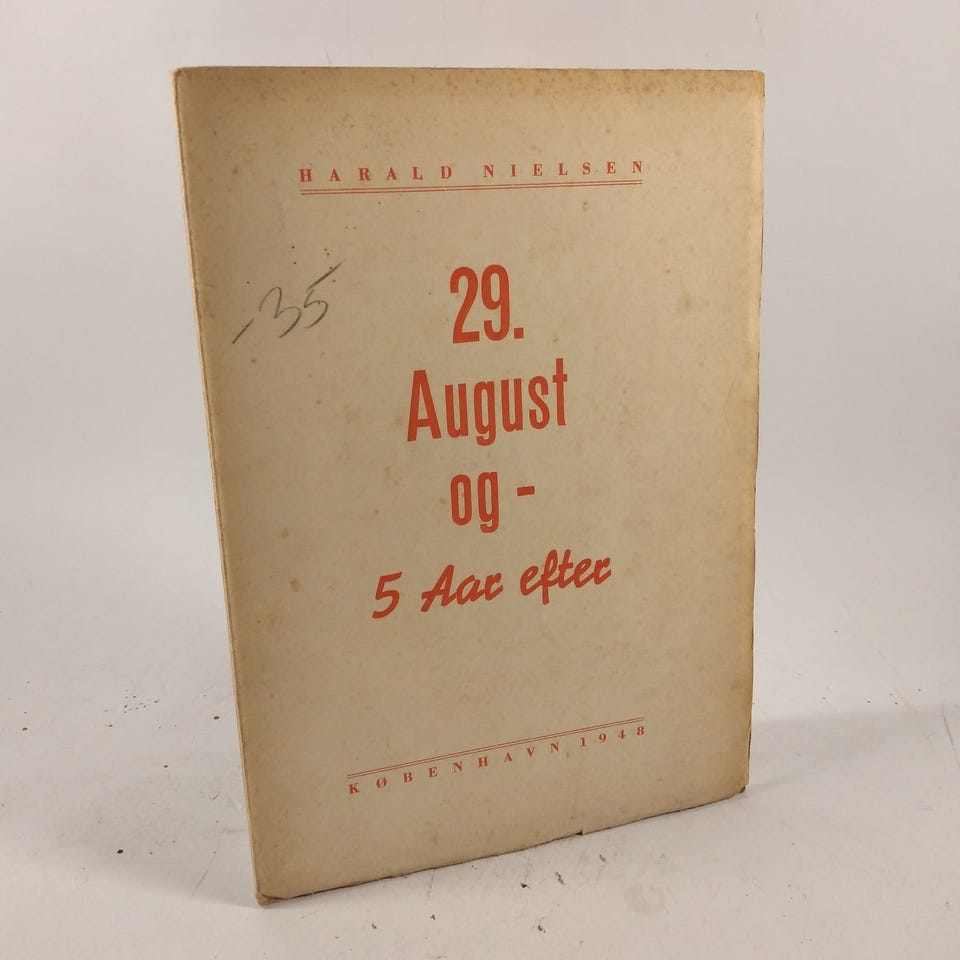 HARALD NIELSEN
-35
29.
August
og -
5 Aar efter
KØBENHAVN 1948